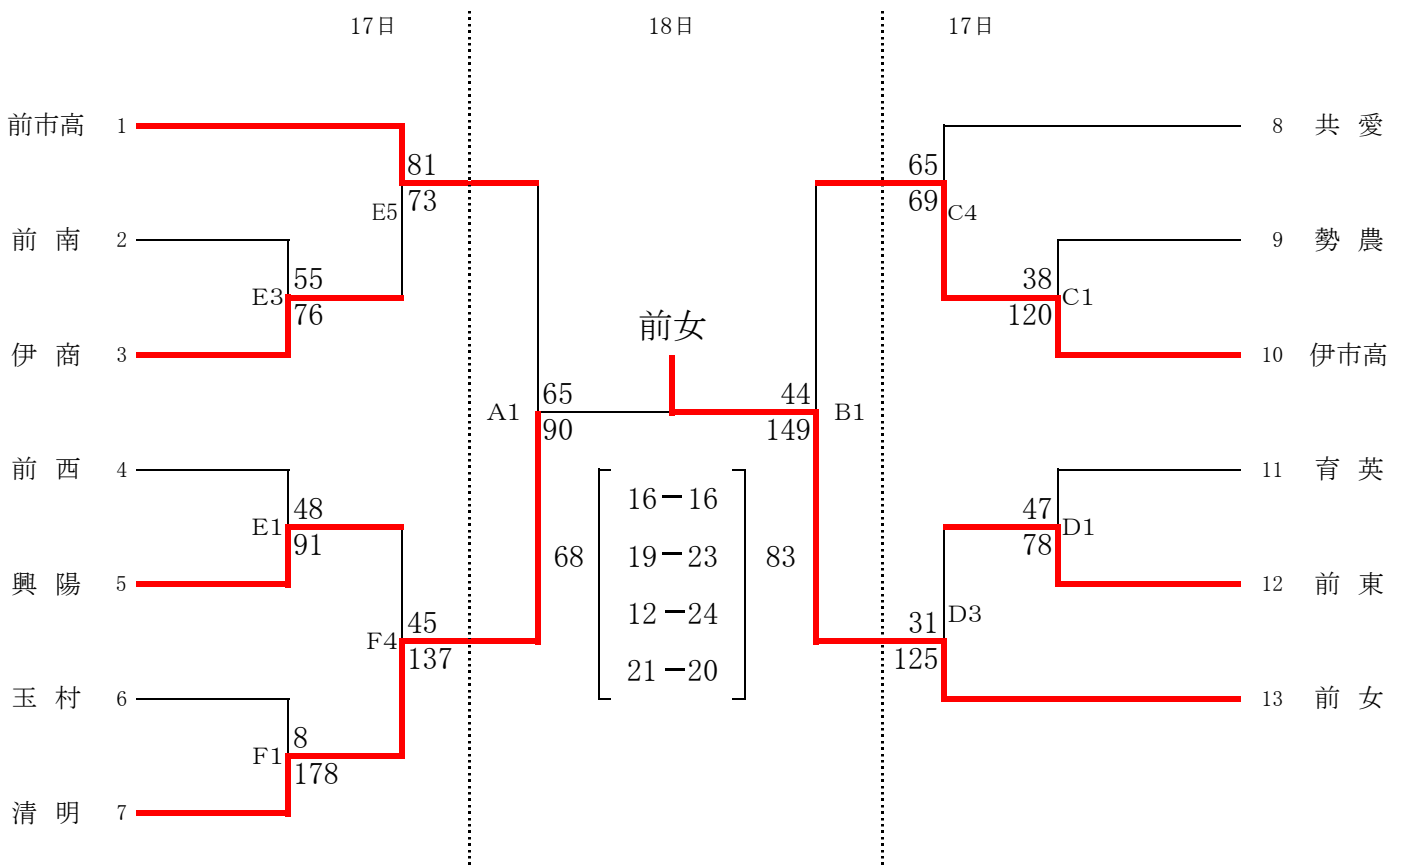 17日 18日 17日
前市高 1 8 共 愛
81 65
73 69
E5 C4
前 南 2 9 勢 農
55 38
E3 C1
76 120
前女
伊 商 3 10 伊市高
65 44
A1 B1
90 149
前 西 4 11 育 英
16ー16
48 47
E1 D1
91 78
68 19ー23 83
興 陽 5 12 前 東
12ー24
45 31
F4 D3
137 125
21ー20
玉 村 6 13 前 女
8
F1
178
清 明 7